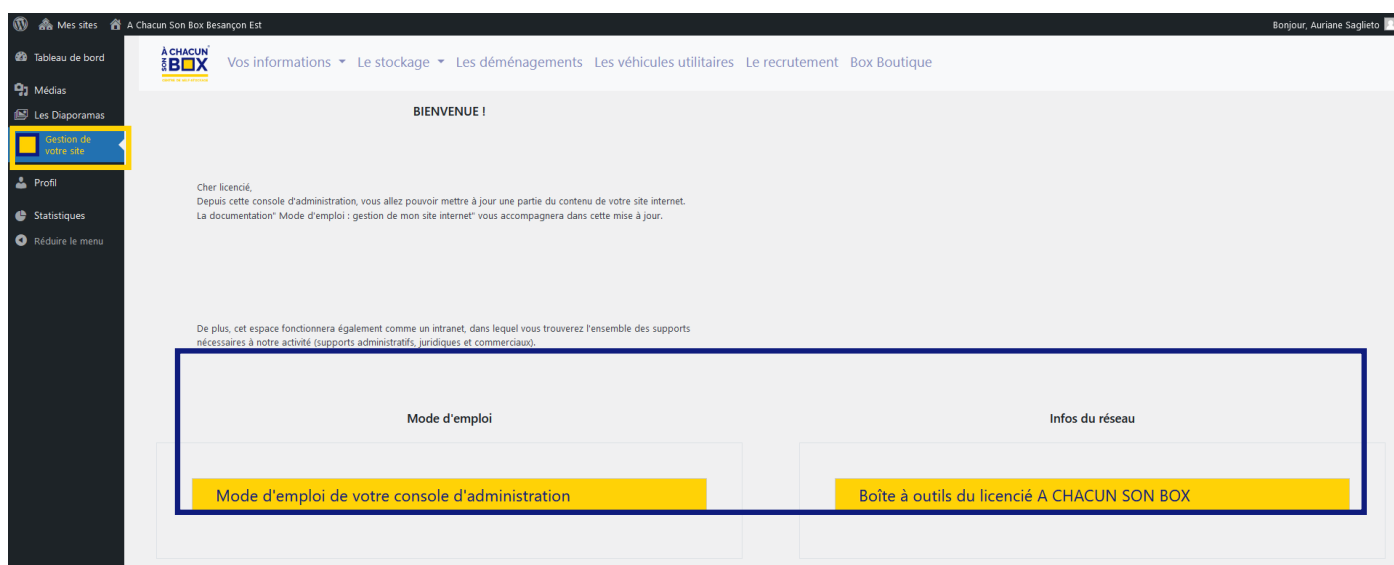 Mes sites
A Chacun Son Box Besançon Est
Bonjour, Auriane Saglieto
Tableau de bord
Médias
Les Diaporamas
Gestion de
votre site
Profil
Statistiques
Réduire le menu
À CHACUN
SON BOX
Vos informations
Le stockage
Les déménagements
Les véhicules utilitaires
Le recrutement
Box Boutique
BIENVENUE !
Cher licencié,
Depuis cette console d'administration, vous allez pouvoir mettre à jour une partie du contenu de votre site internet.
La documentation" Mode d'emploi : gestion de mon site internet" vous accompagnera dans cette mise à jour.
De plus, cet espace fonctionnera également comme un intranet, dans lequel vous trouverez l'ensemble des supports
nécessaires à notre activité (supports administratifs, juridiques et commerciaux).
Mode d'emploi
Infos du réseau
Mode d'emploi de votre console d'administration
Boîte à outils du licencié A CHACUN SON BOX